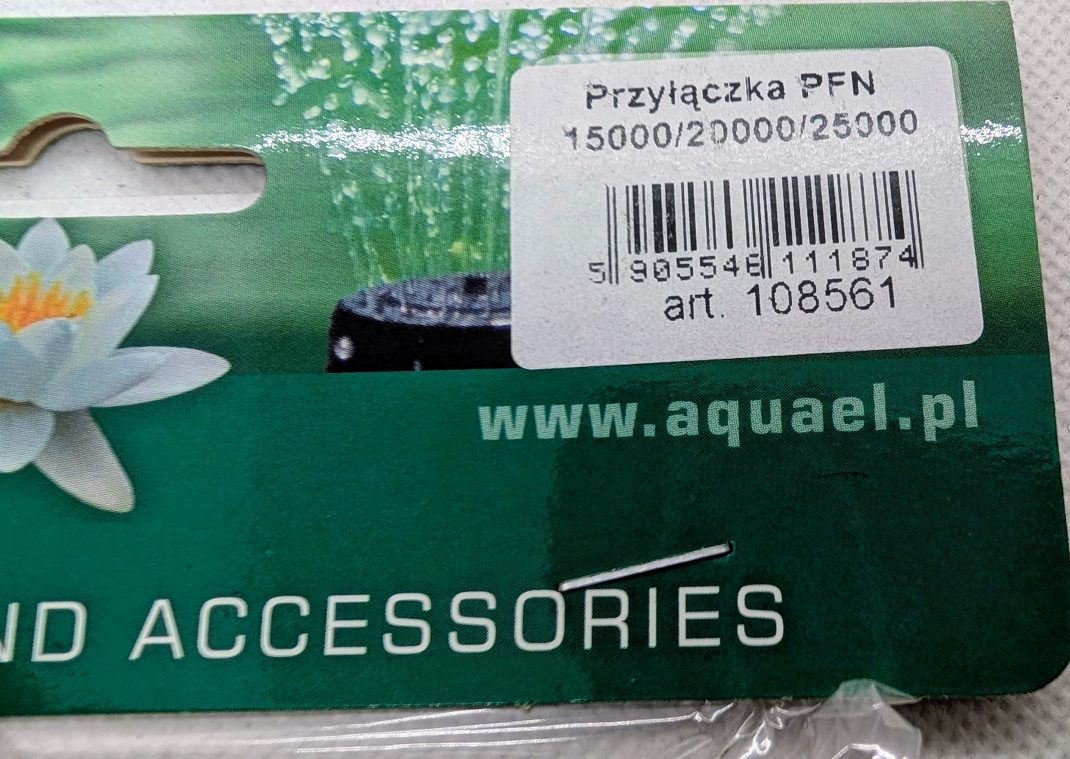 Przyłączka PFN
15000/20000/25000
5 905546 111874
art. 108561
www.aquael.pl
ND ACCESSORIES